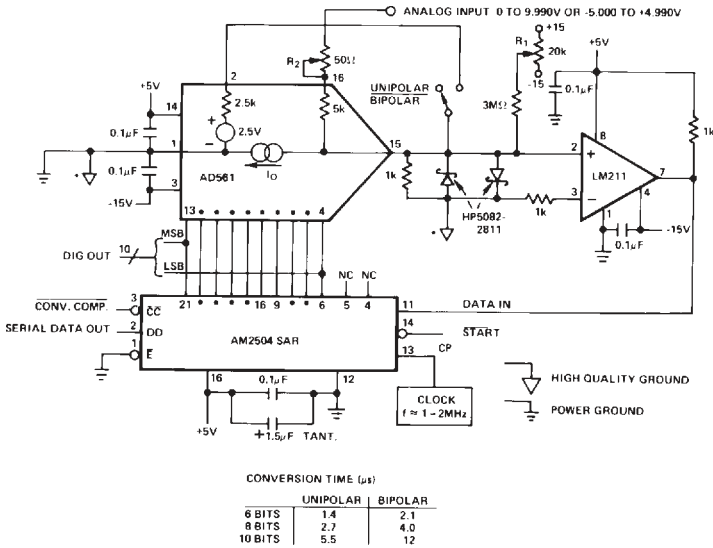 ANALOG INPUT 0 TO 9.990V OR -5.000 TO +4.990V
+15
R1
20k
-15
+5V
R2
50Ω
16
2
UNIPOLAR
BIPOLAR
+5V
14
2.5k
5k
3MΩ
0.1μF
1k
0.1μF
+
2.5V
−
1
15
8
2
+
LM211
7
0.1μF
IO
AD561
1k
3
−
4
3
-15V
HP5082-
2811
1k
1
0.1μF
-15V
13
4
MSB
DIG OUT
10
LSB
NC
NC
21
16
9
6
5
4
11
DATA IN
CONV. COMP.
3
CC
14
START
SERIAL DATA OUT
2
DD
AM2504 SAR
13
CP
1
E
16
12
0.1μF
CLOCK
f ≈ 1-2MHz
HIGH QUALITY GROUND
+5V
+1.5μF TANT.
POWER GROUND
CONVERSION TIME (μs)
UNIPOLAR BIPOLAR
6 BITS 1.4 2.1
8 BITS 2.7 4.0
10 BITS 5.5 12